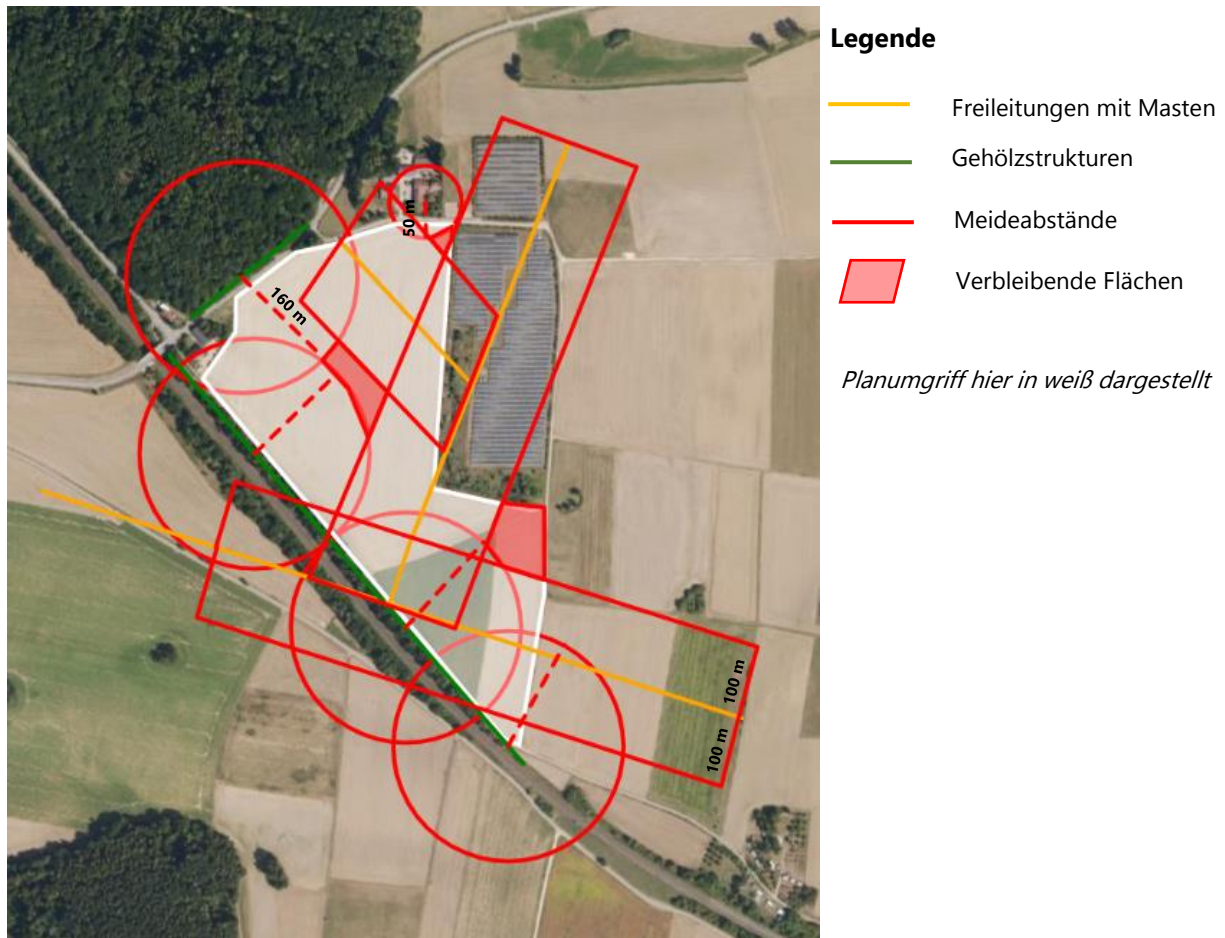 Legende
Freileitungen mit Masten
Gehölzstrukturen
Meideabstände
Verbleibende Flächen
Planumgriff hier in weiß dargestellt
50 m
160 m
100 m
100 m